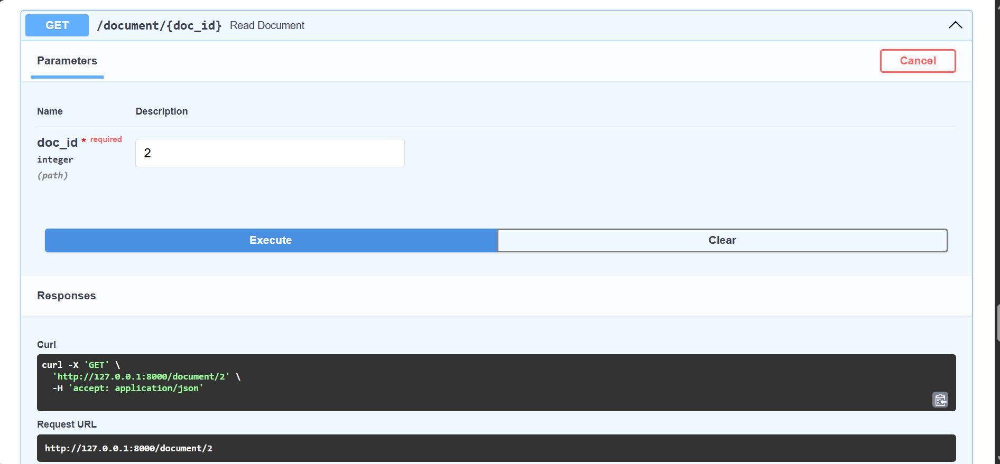 GET /document/{doc_id} Read Document
Parameters
Cancel
Name Description
doc_id * required
integer
(path)
2
Execute Clear
Responses
Curl
curl -X 'GET' \
  'http://127.0.0.1:8000/document/2' \
  -H 'accept: application/json'
Request URL
http://127.0.0.1:8000/document/2